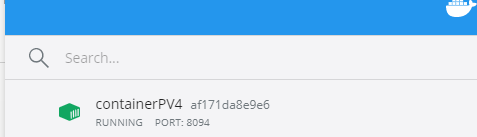 Search...
containerPV4 af171da8e9e6
RUNNING PORT: 8094